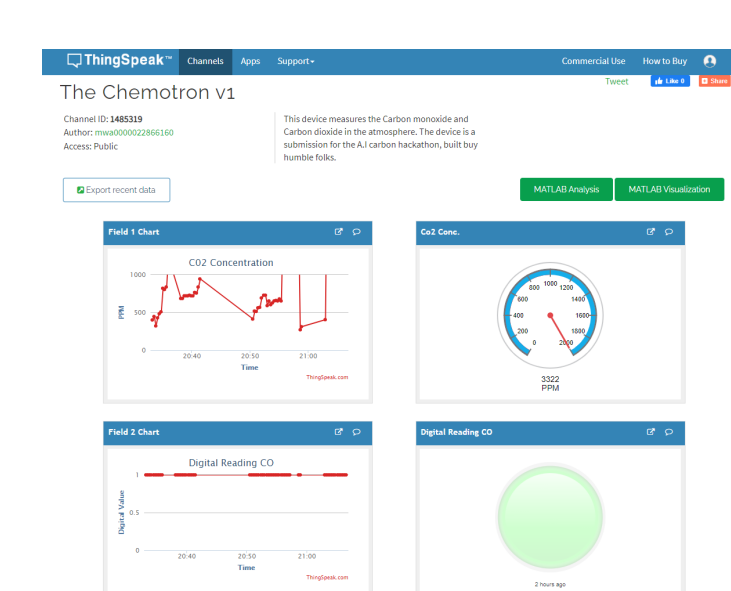 ThingSpeak™ Channels Apps Support Commercial Use How to Buy
Tweet Like 0 Share
The Chemotron v1
Channel ID: 1485319
Author: mwa0000022866160
Access: Public
This device measures the Carbon monoxide and
Carbon dioxide in the atmosphere. The device is a
submission for the A.I carbon hackathon, built buy
humble folks.
Export recent data
MATLAB Analysis MATLAB Visualization
Field 1 Chart
C02 Concentration
PPM
1000
500
0
20:40 20:50 21:00
Time
ThingSpeak.com
Co2 Conc.
0 200 400 600 800 1000 1200 1400 1600 1800 2000
3322
PPM
Field 2 Chart
Digital Reading CO
Digital Value
1
0.5
0
20:40 20:50 21:00
Time
ThingSpeak.com
Digital Reading CO
2 hours ago